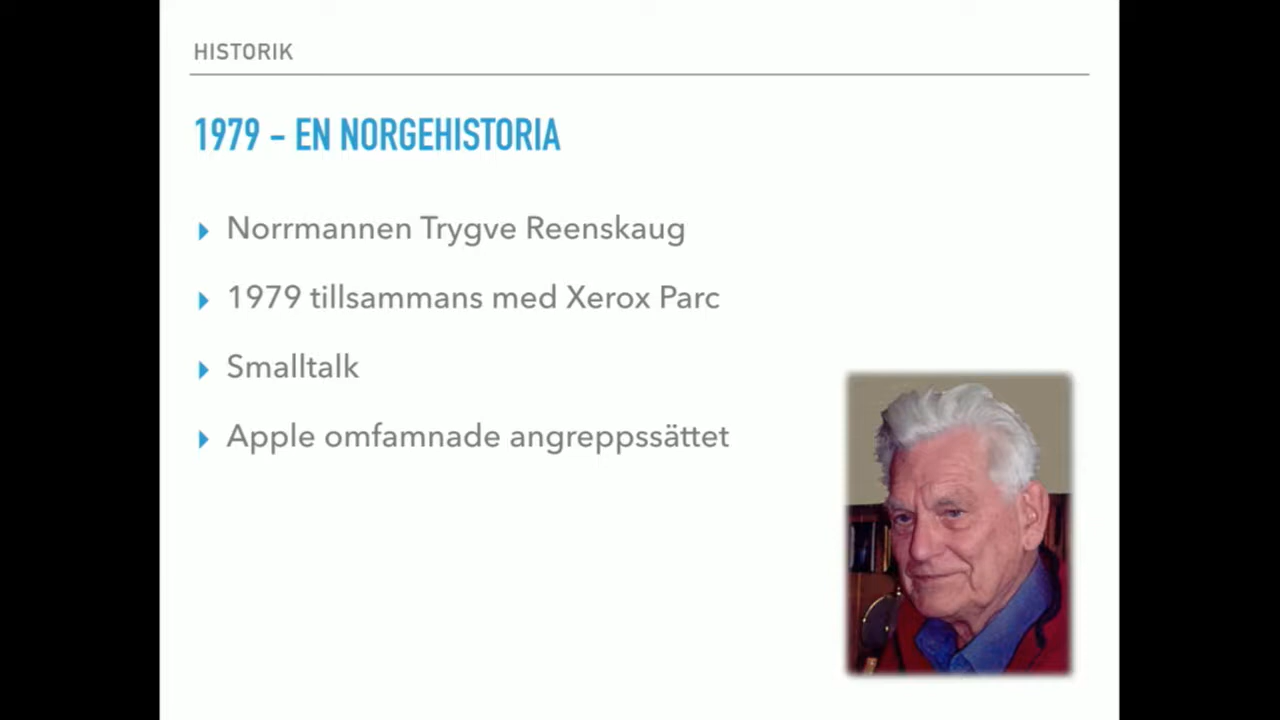 HISTORIK
1979 – EN NORGEHISTORIA
Norrmannen Trygve Reenskaug
1979 tillsammans med Xerox Parc
Smalltalk
Apple omfamnade angreppssättet